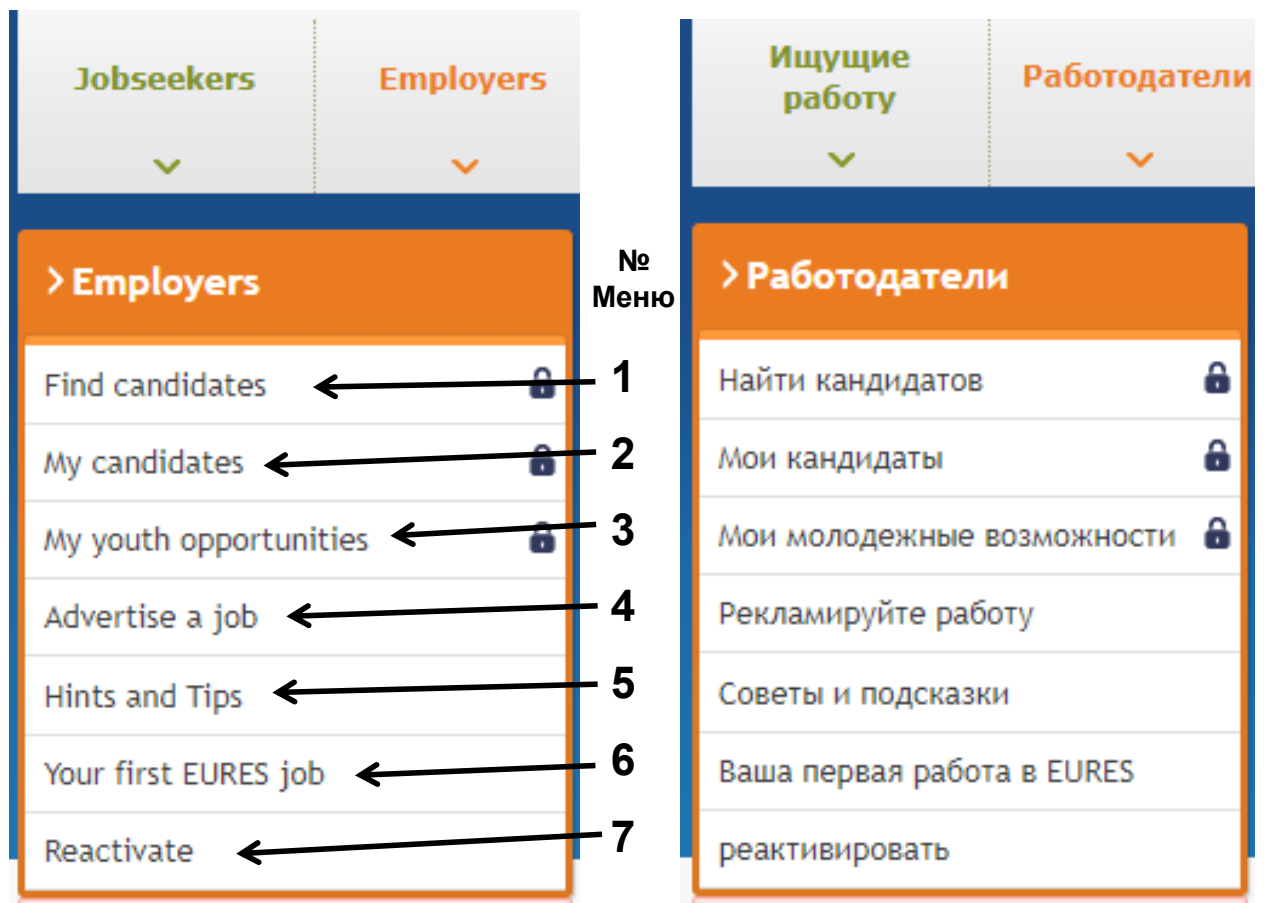 Jobseekers
Employers
> Employers
Find candidates
My candidates
My youth opportunities
Advertise a job
Hints and Tips
Your first EURES job
Reactivate
№
Меню
1
2
3
4
5
6
7
Ищущие
работу
Работодатели
> Работодатели
Найти кандидатов
Мои кандидаты
Мои молодежные возможности
Рекламируйте работу
Советы и подсказки
Ваша первая работа в EURES
реактивировать